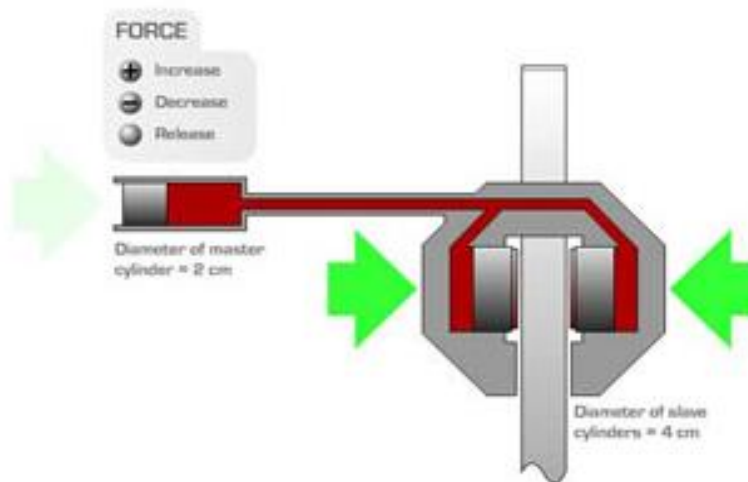 FORCE
Increase
Decrease
Release
Diameter of master
cylinder = 2 cm
Diameter of slave
cylinders = 4 cm